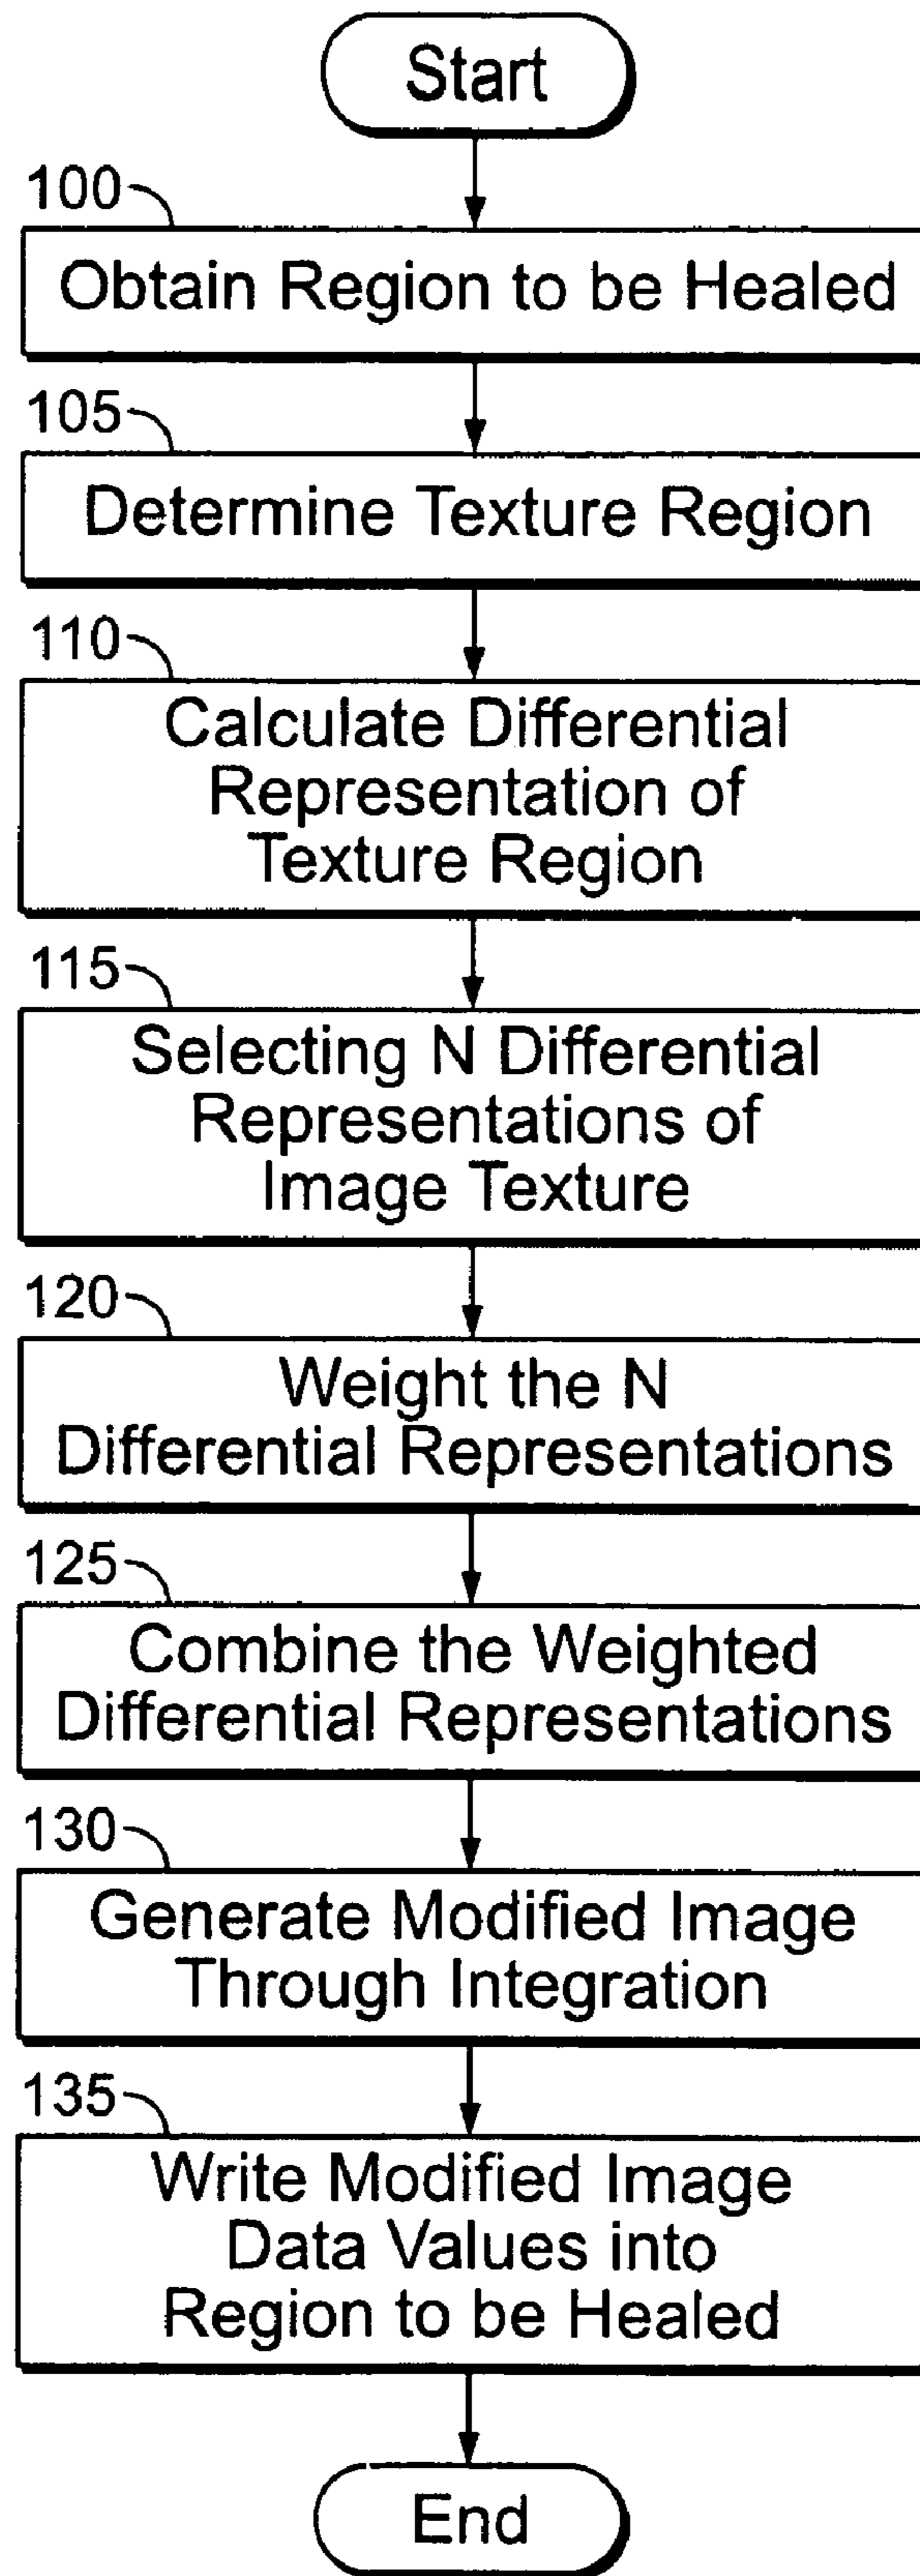 Start
100
Obtain Region to be Healed
105
Determine Texture Region
110
Calculate Differential
Representation of
Texture Region
115
Selecting N Differential
Representations of
Image Texture
120
Weight the N
Differential Representations
125
Combine the Weighted
Differential Representations
130
Generate Modified Image
Through Integration
135
Write Modified Image
Data Values into
Region to be Healed
End